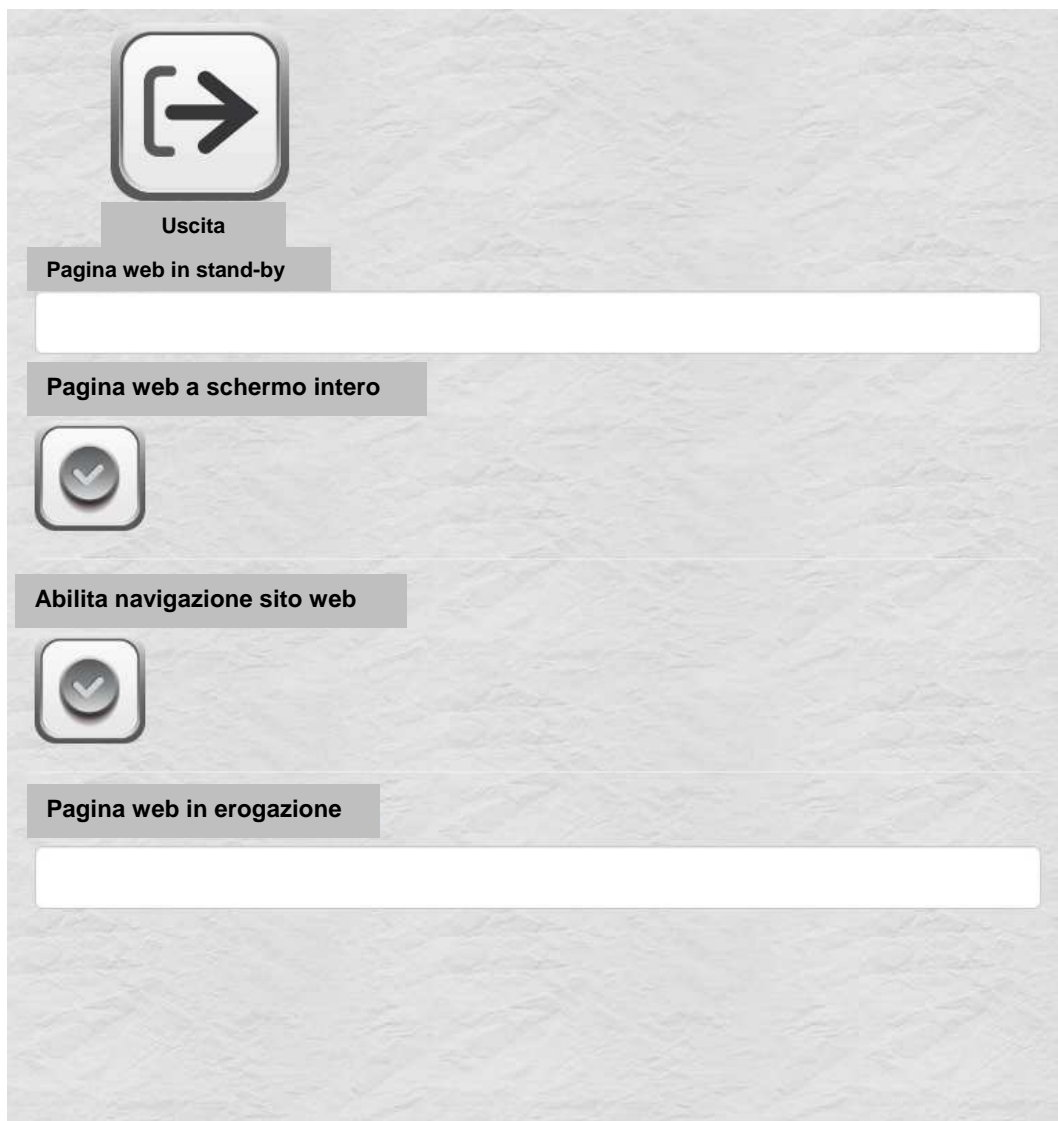 Uscita
Pagina web in stand-by
Pagina web a schermo intero
Abilita navigazione sito web
Pagina web in erogazione